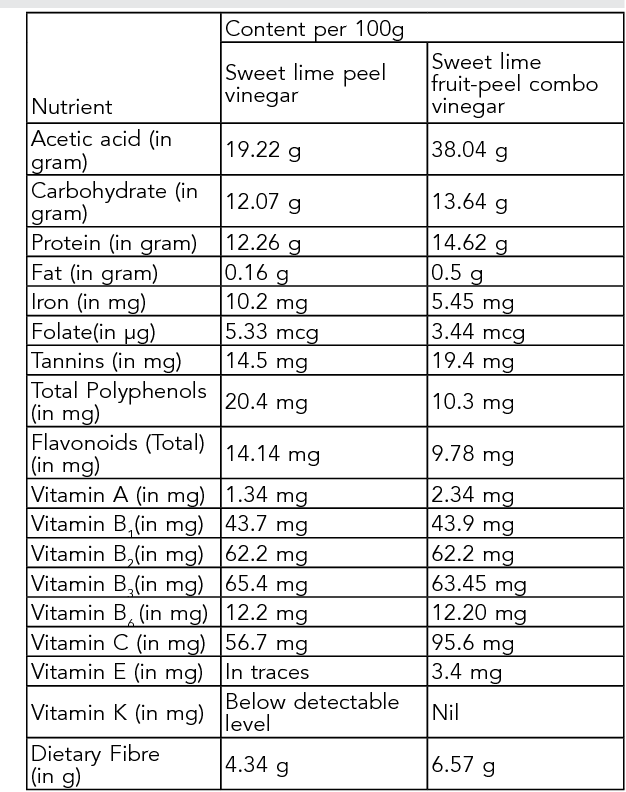 Content per 100g
Nutrient
Sweet lime peel
vinegar
Sweet lime
fruit-peel combo
vinegar
Acetic acid (in
gram)
19.22 g
38.04 g
Carbohydrate (in
gram)
12.07 g
13.64 g
Protein (in gram)
12.26 g
14.62 g
Fat (in gram)
0.16 g
0.5 g
Iron (in mg)
10.2 mg
5.45 mg
Folate(in µg)
5.33 mcg
3.44 mcg
Tannins (in mg)
14.5 mg
19.4 mg
Total Polyphenols
(in mg)
20.4 mg
10.3 mg
Flavonoids (Total)
(in mg)
14.14 mg
9.78 mg
Vitamin A (in mg)
1.34 mg
2.34 mg
Vitamin B₁(in mg)
43.7 mg
43.9 mg
Vitamin B₂(in mg)
62.2 mg
62.2 mg
Vitamin B₃(in mg)
65.4 mg
63.45 mg
Vitamin B₆ (in mg)
12.2 mg
12.20 mg
Vitamin C (in mg)
56.7 mg
95.6 mg
Vitamin E (in mg)
In traces
3.4 mg
Vitamin K (in mg)
Below detectable
level
Nil
Dietary Fibre
(in g)
4.34 g
6.57 g